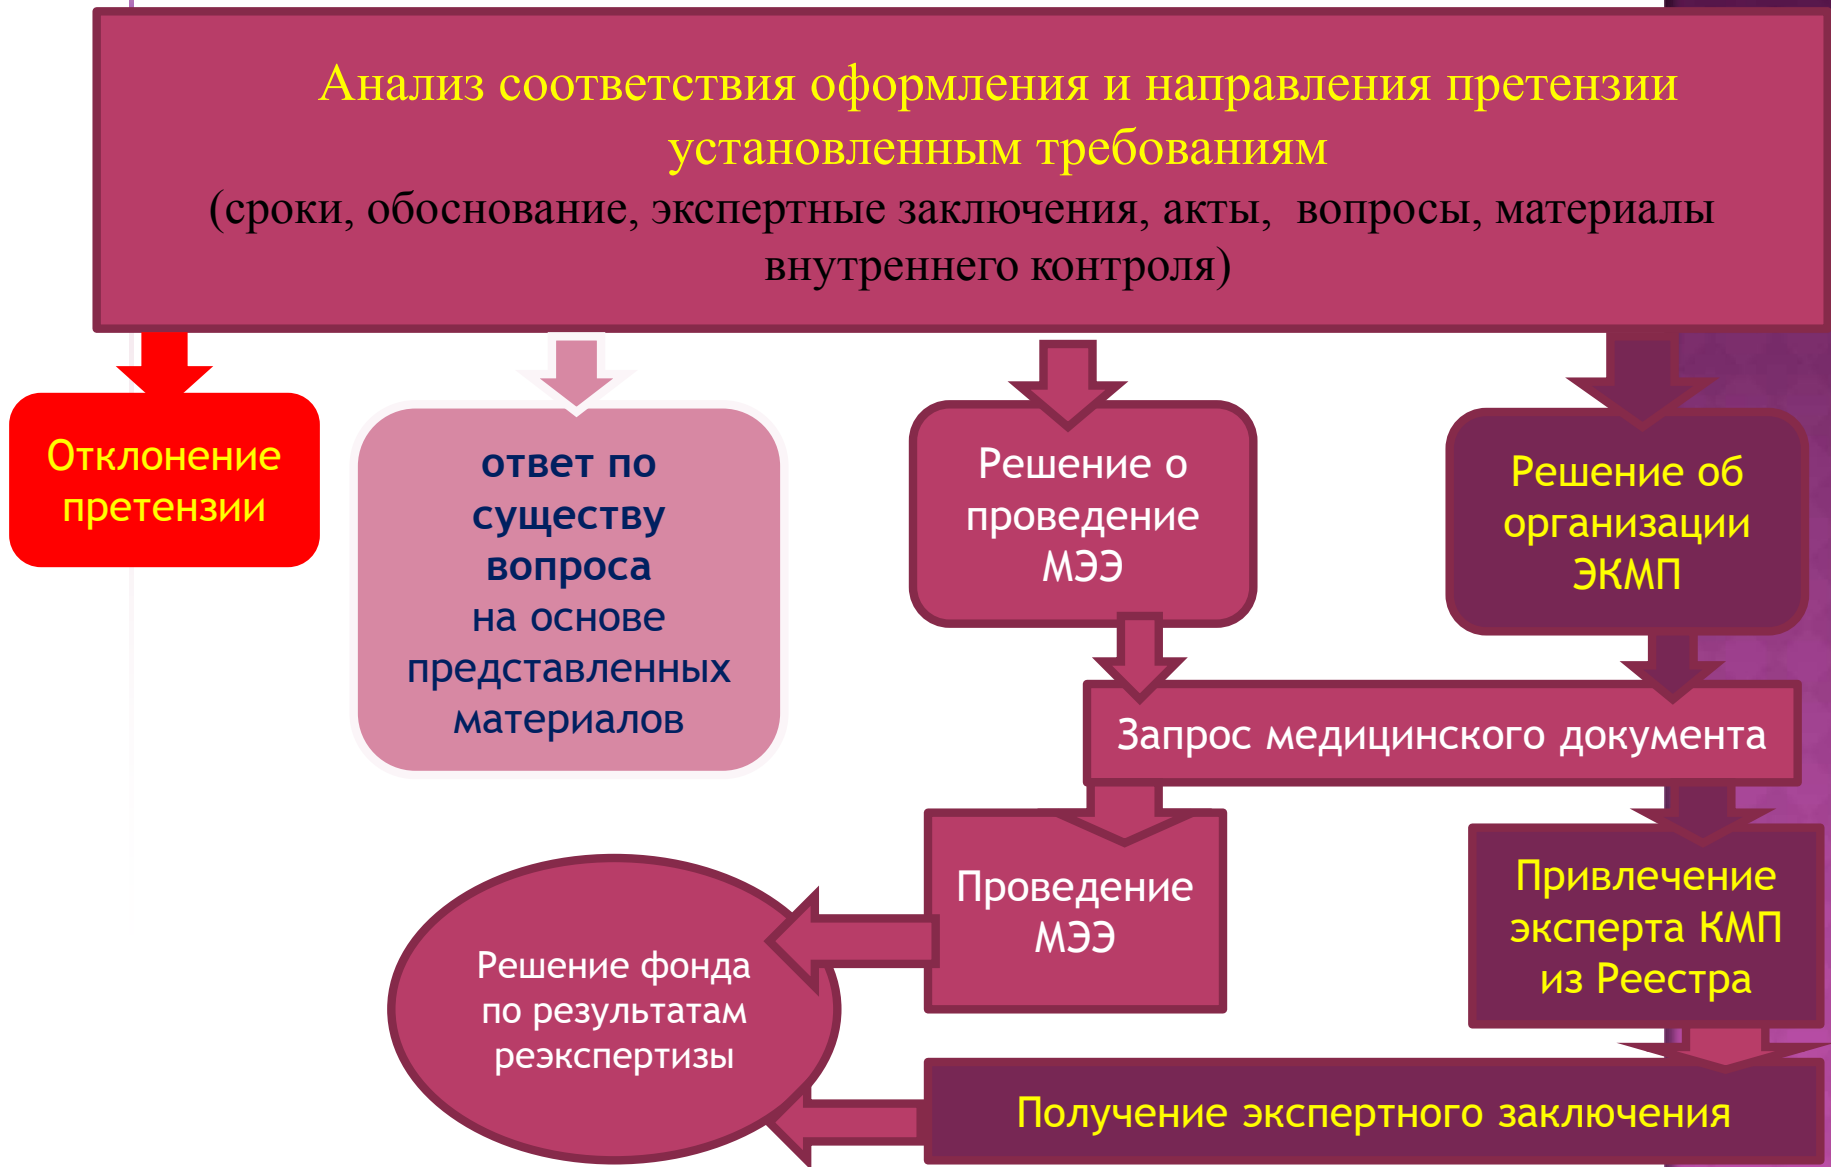 Анализ соответствия оформления и направления претензии
установленным требованиям
(сроки, обоснование, экспертные заключения, акты, вопросы, материалы
внутреннего контроля)
Отклонение
претензии
ответ по
существу
вопроса
на основе
представленных
материалов
Решение о
проведение
МЭЭ
Решение об
организации
ЭКМП
Запрос медицинского документа
Проведение
МЭЭ
Привлечение
эксперта КМП
из Реестра
Решение фонда
по результатам
реэкспертизы
Получение экспертного заключения